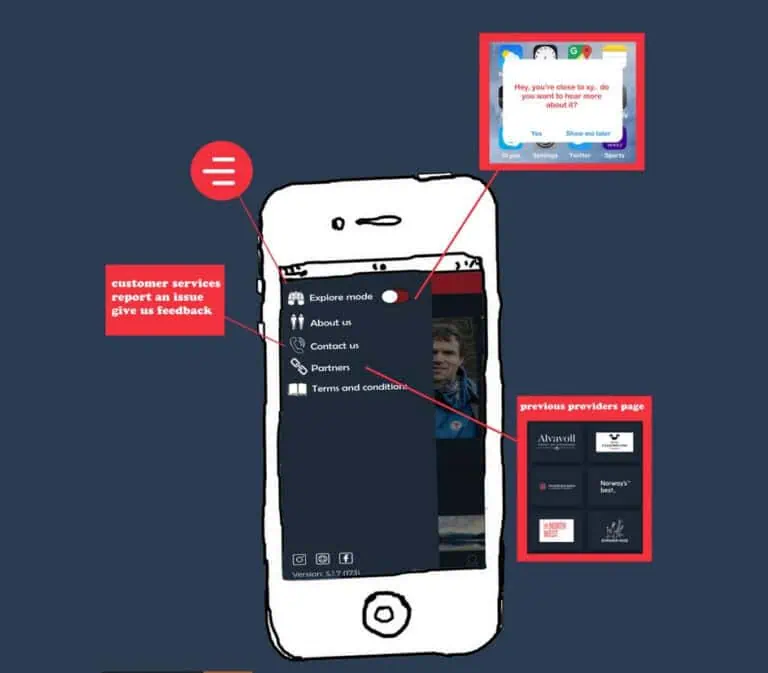 Hey, you're close to xy.. do
you want to hear more
about it?
Yes
Show me later
Settings
Twitter
Sports
customer services
report an issue
give us feedback
Explore mode
About us
Contact us
Partners
Terms and conditions
Version: 5.1.7 (173)
previous providers page
Alvavoll
Norway's
best.
NORTH
WEST